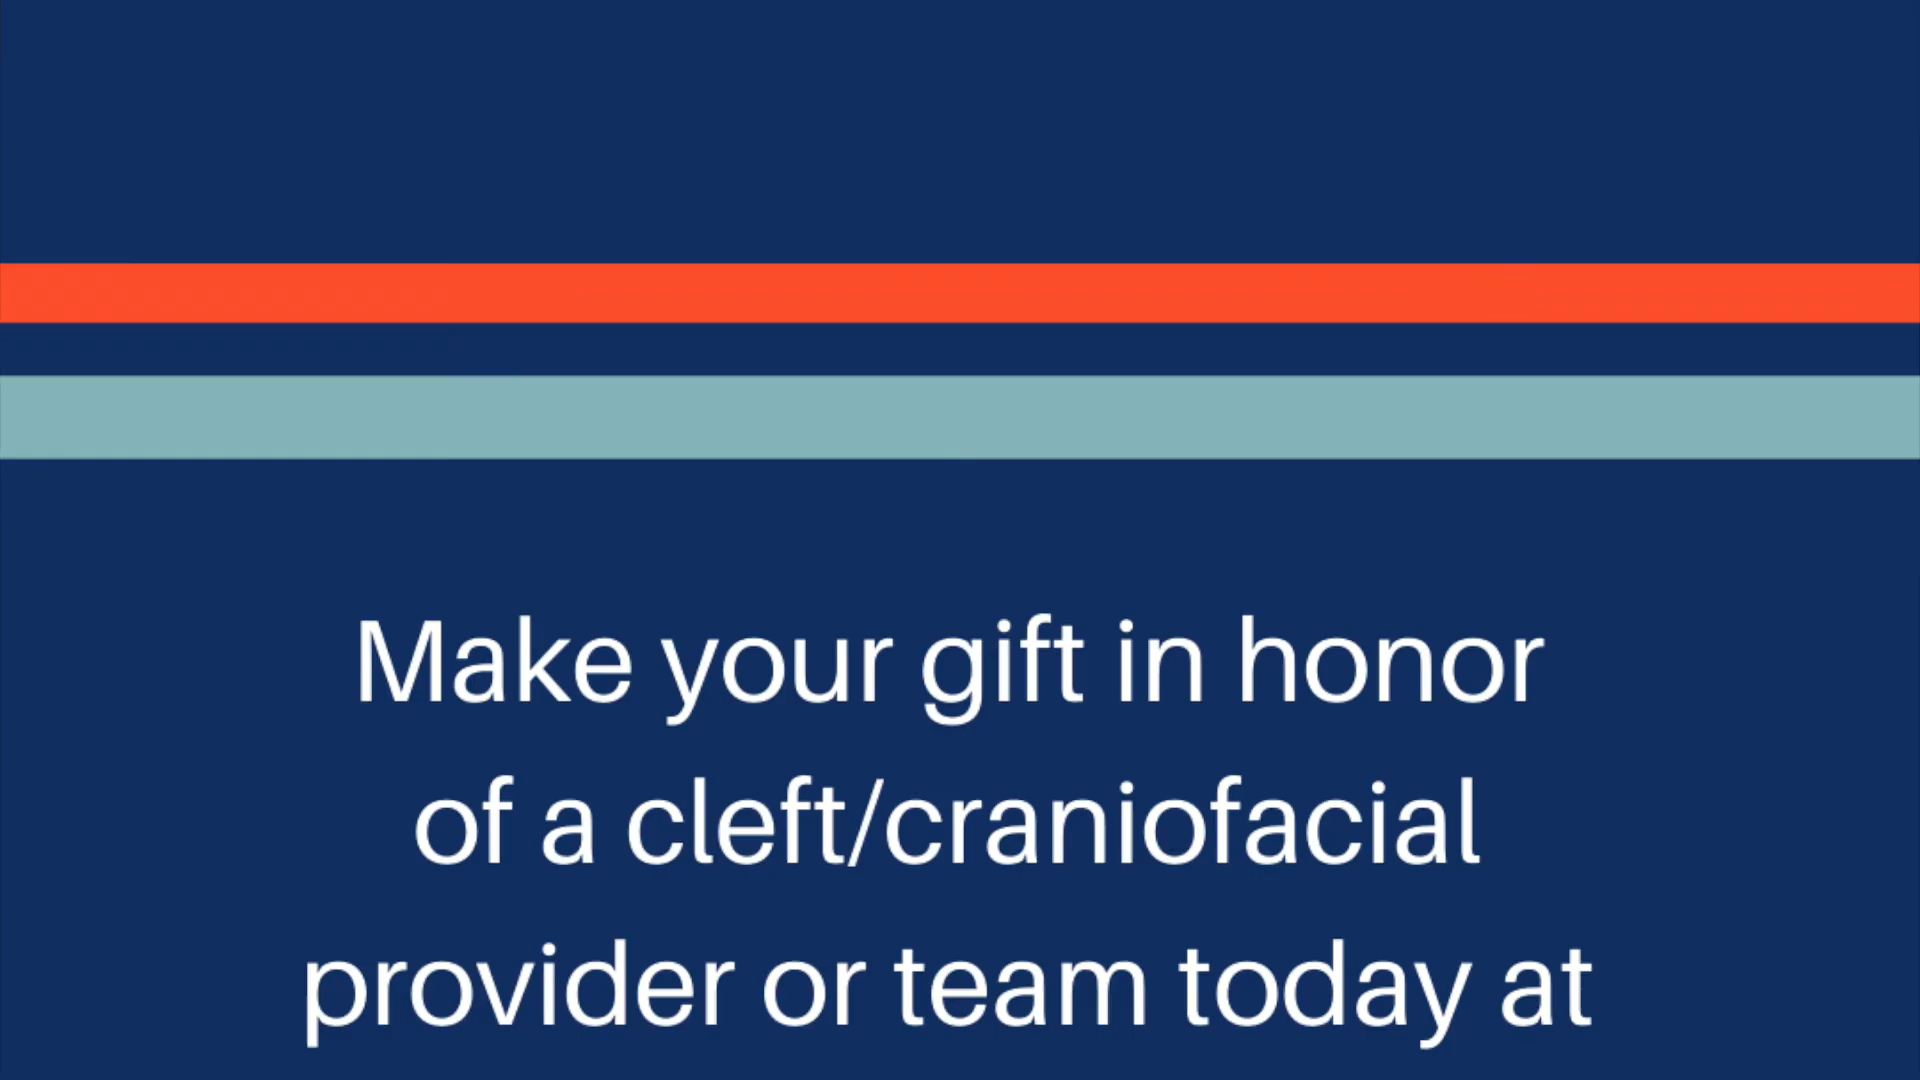 Make your gift in honor
of a cleft/craniofacial
provider or team today at